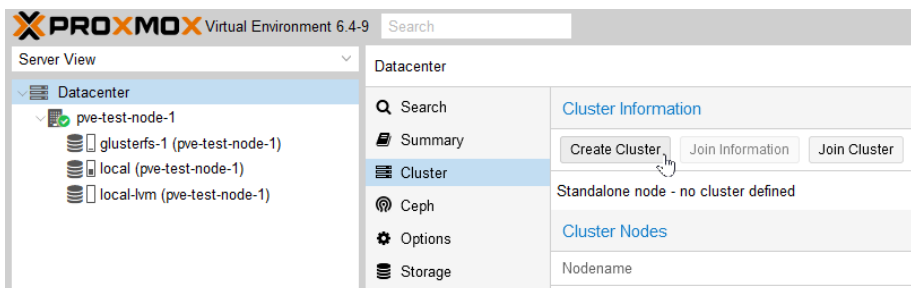 PROXMOX Virtual Environment 6.4-9 Search
Server View
Datacenter
pve-test-node-1
glusterfs-1 (pve-test-node-1)
local (pve-test-node-1)
local-lvm (pve-test-node-1)
Datacenter
Search
Summary
Cluster
Ceph
Options
Storage
Cluster Information
Create Cluster Join Information Join Cluster
Standalone node - no cluster defined
Cluster Nodes
Nodename